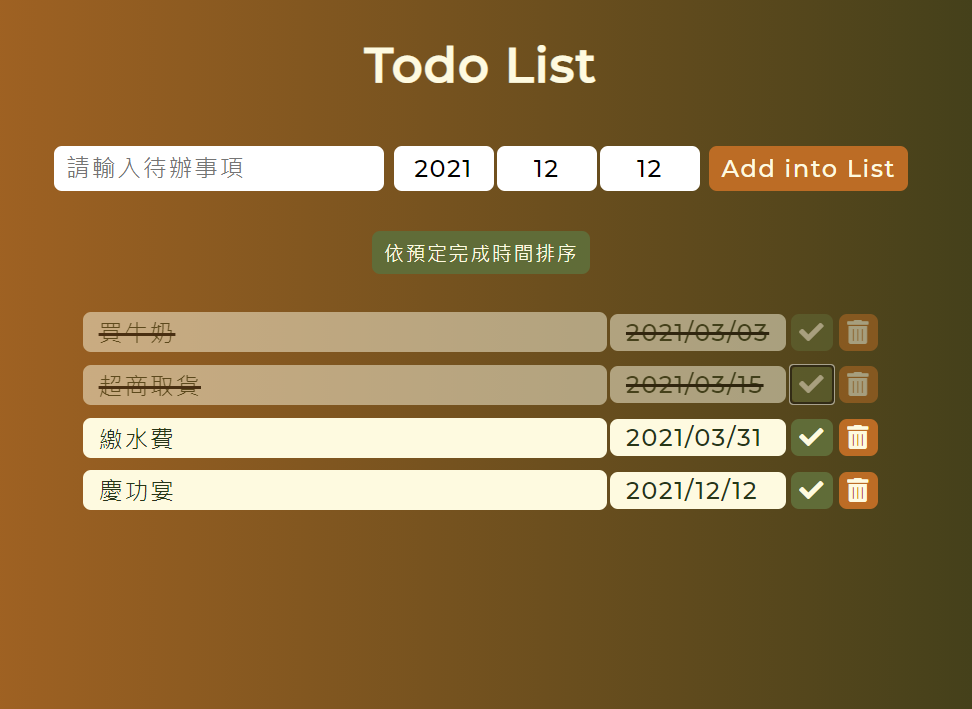 Todo List
請輸入待辦事項 2021 12 12 Add into List
依預定完成時間排序
買牛奶 2021/03/03
超商取貨 2021/03/15
繳水費 2021/03/31
慶功宴 2021/12/12